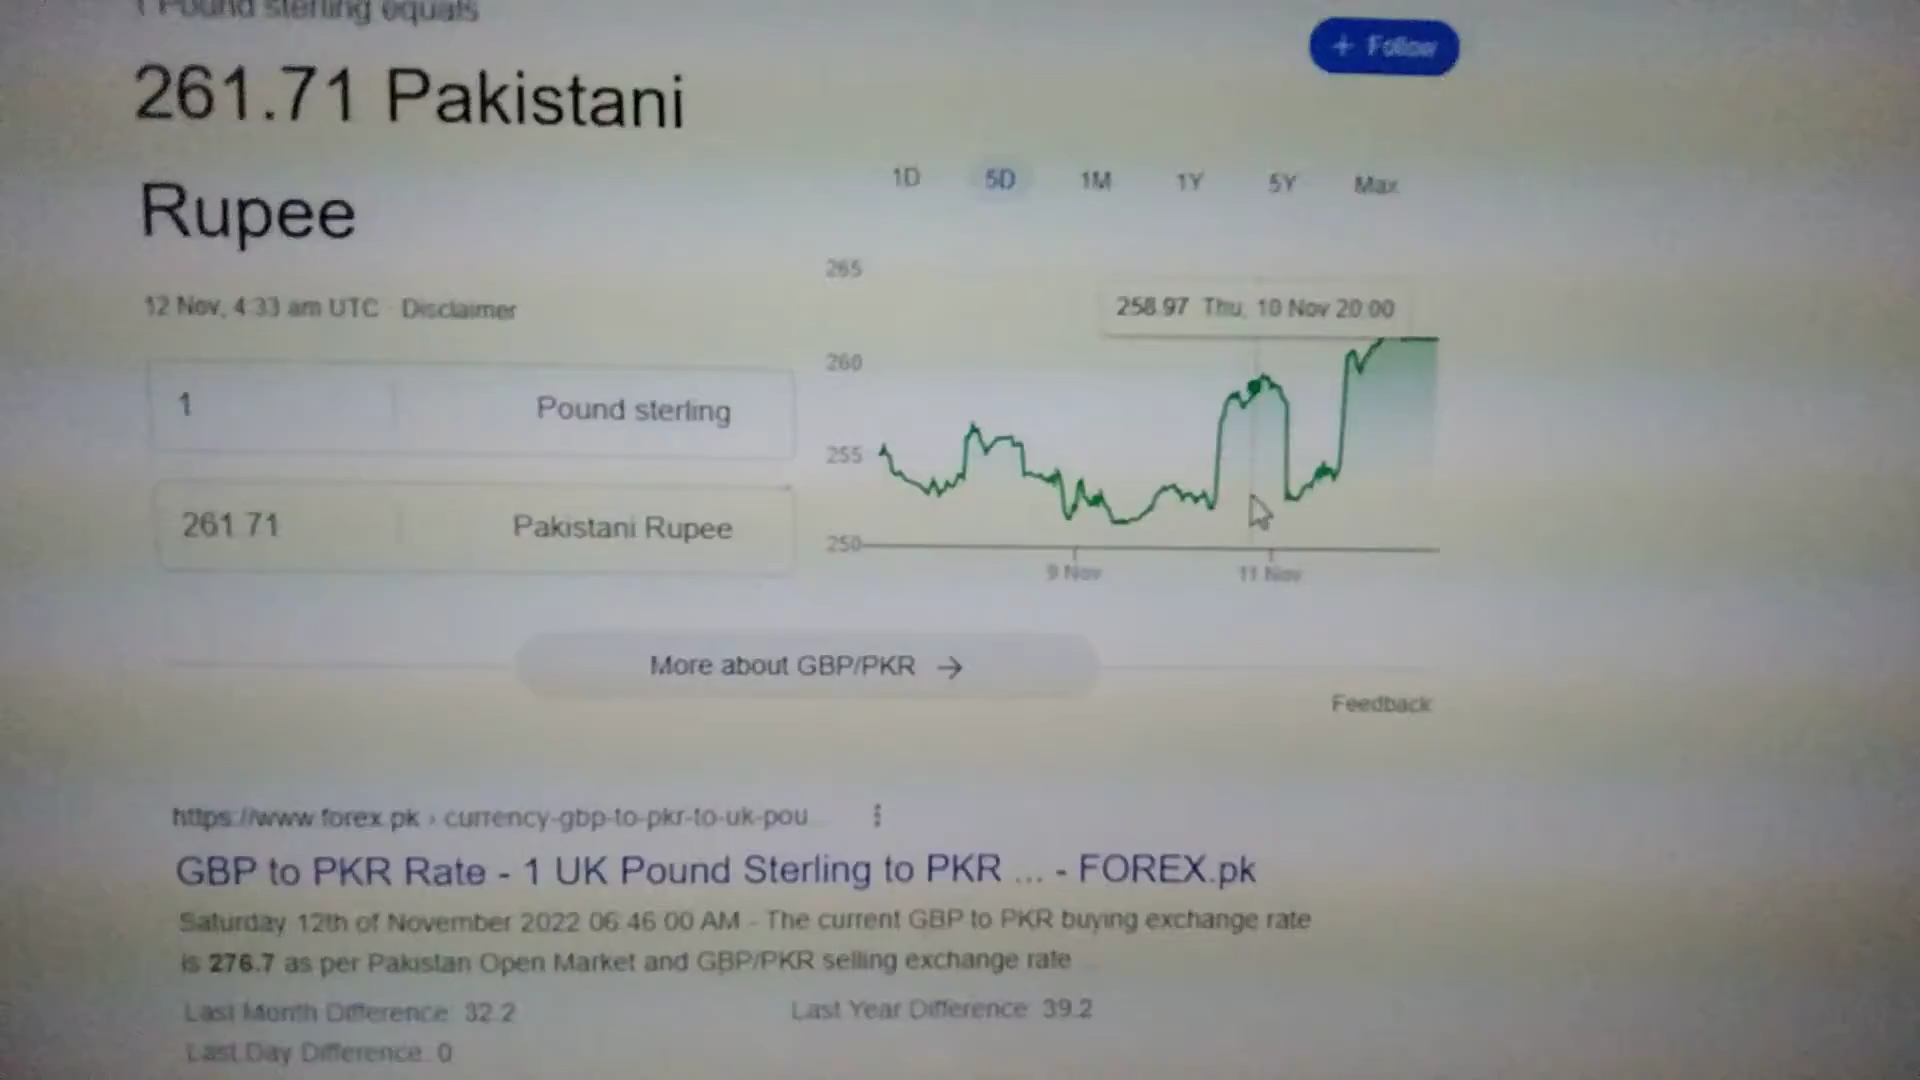 1 Pound sterling equals
+ Follow
261.71 Pakistani
Rupee
1D 5D 1M 1Y 5Y Max
12 Nov, 4:33 am UTC · Disclaimer
265
258.97 Thu, 10 Nov 20:00
260
1 Pound sterling
255
261.71 Pakistani Rupee
250
9 Nov 11 Nov
More about GBP/PKR →
Feedback
https://www.forex.pk › currency-gbp-to-pkr-to-uk-pou...
GBP to PKR Rate - 1 UK Pound Sterling to PKR ... - FOREX.pk
Saturday 12th of November 2022 06:46:00 AM - The current GBP to PKR buying exchange rate
is 276.7 as per Pakistan Open Market and GBP/PKR selling exchange rate ...
Last Month Difference: 32.2 Last Year Difference: 39.2
Last Day Difference: 0